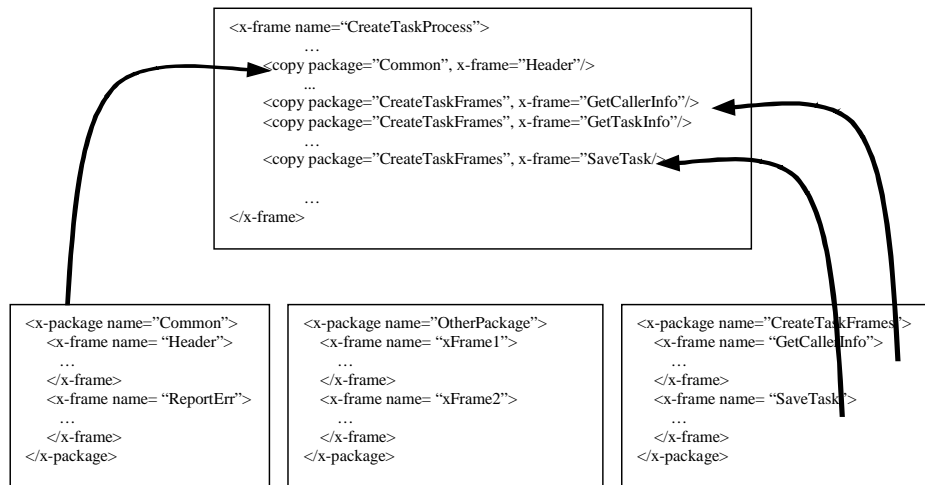 <x-frame name=“CreateTaskProcess”>
…
<copy package=”Common”, x-frame=”Header”/>
...
<copy package=”CreateTaskFrames”, x-frame=”GetCallerInfo”/>
<copy package=”CreateTaskFrames”, x-frame=”GetTaskInfo”/>
…
<copy package=”CreateTaskFrames”, x-frame=”SaveTask/>
…
</x-frame>
<x-package name=”Common”>
<x-frame name= “Header”>
…
</x-frame>
<x-frame name= “ReportErr”>
…
</x-frame>
</x-package>
<x-package name=”OtherPackage”>
<x-frame name= “xFrame1”>
…
</x-frame>
<x-frame name= “xFrame2”>
…
</x-frame>
</x-package>
<x-package name=”CreateTaskFrames>
<x-frame name= “GetCallerInfo”>
…
</x-frame>
<x-frame name= “SaveTask”>
…
</x-frame>
</x-package>